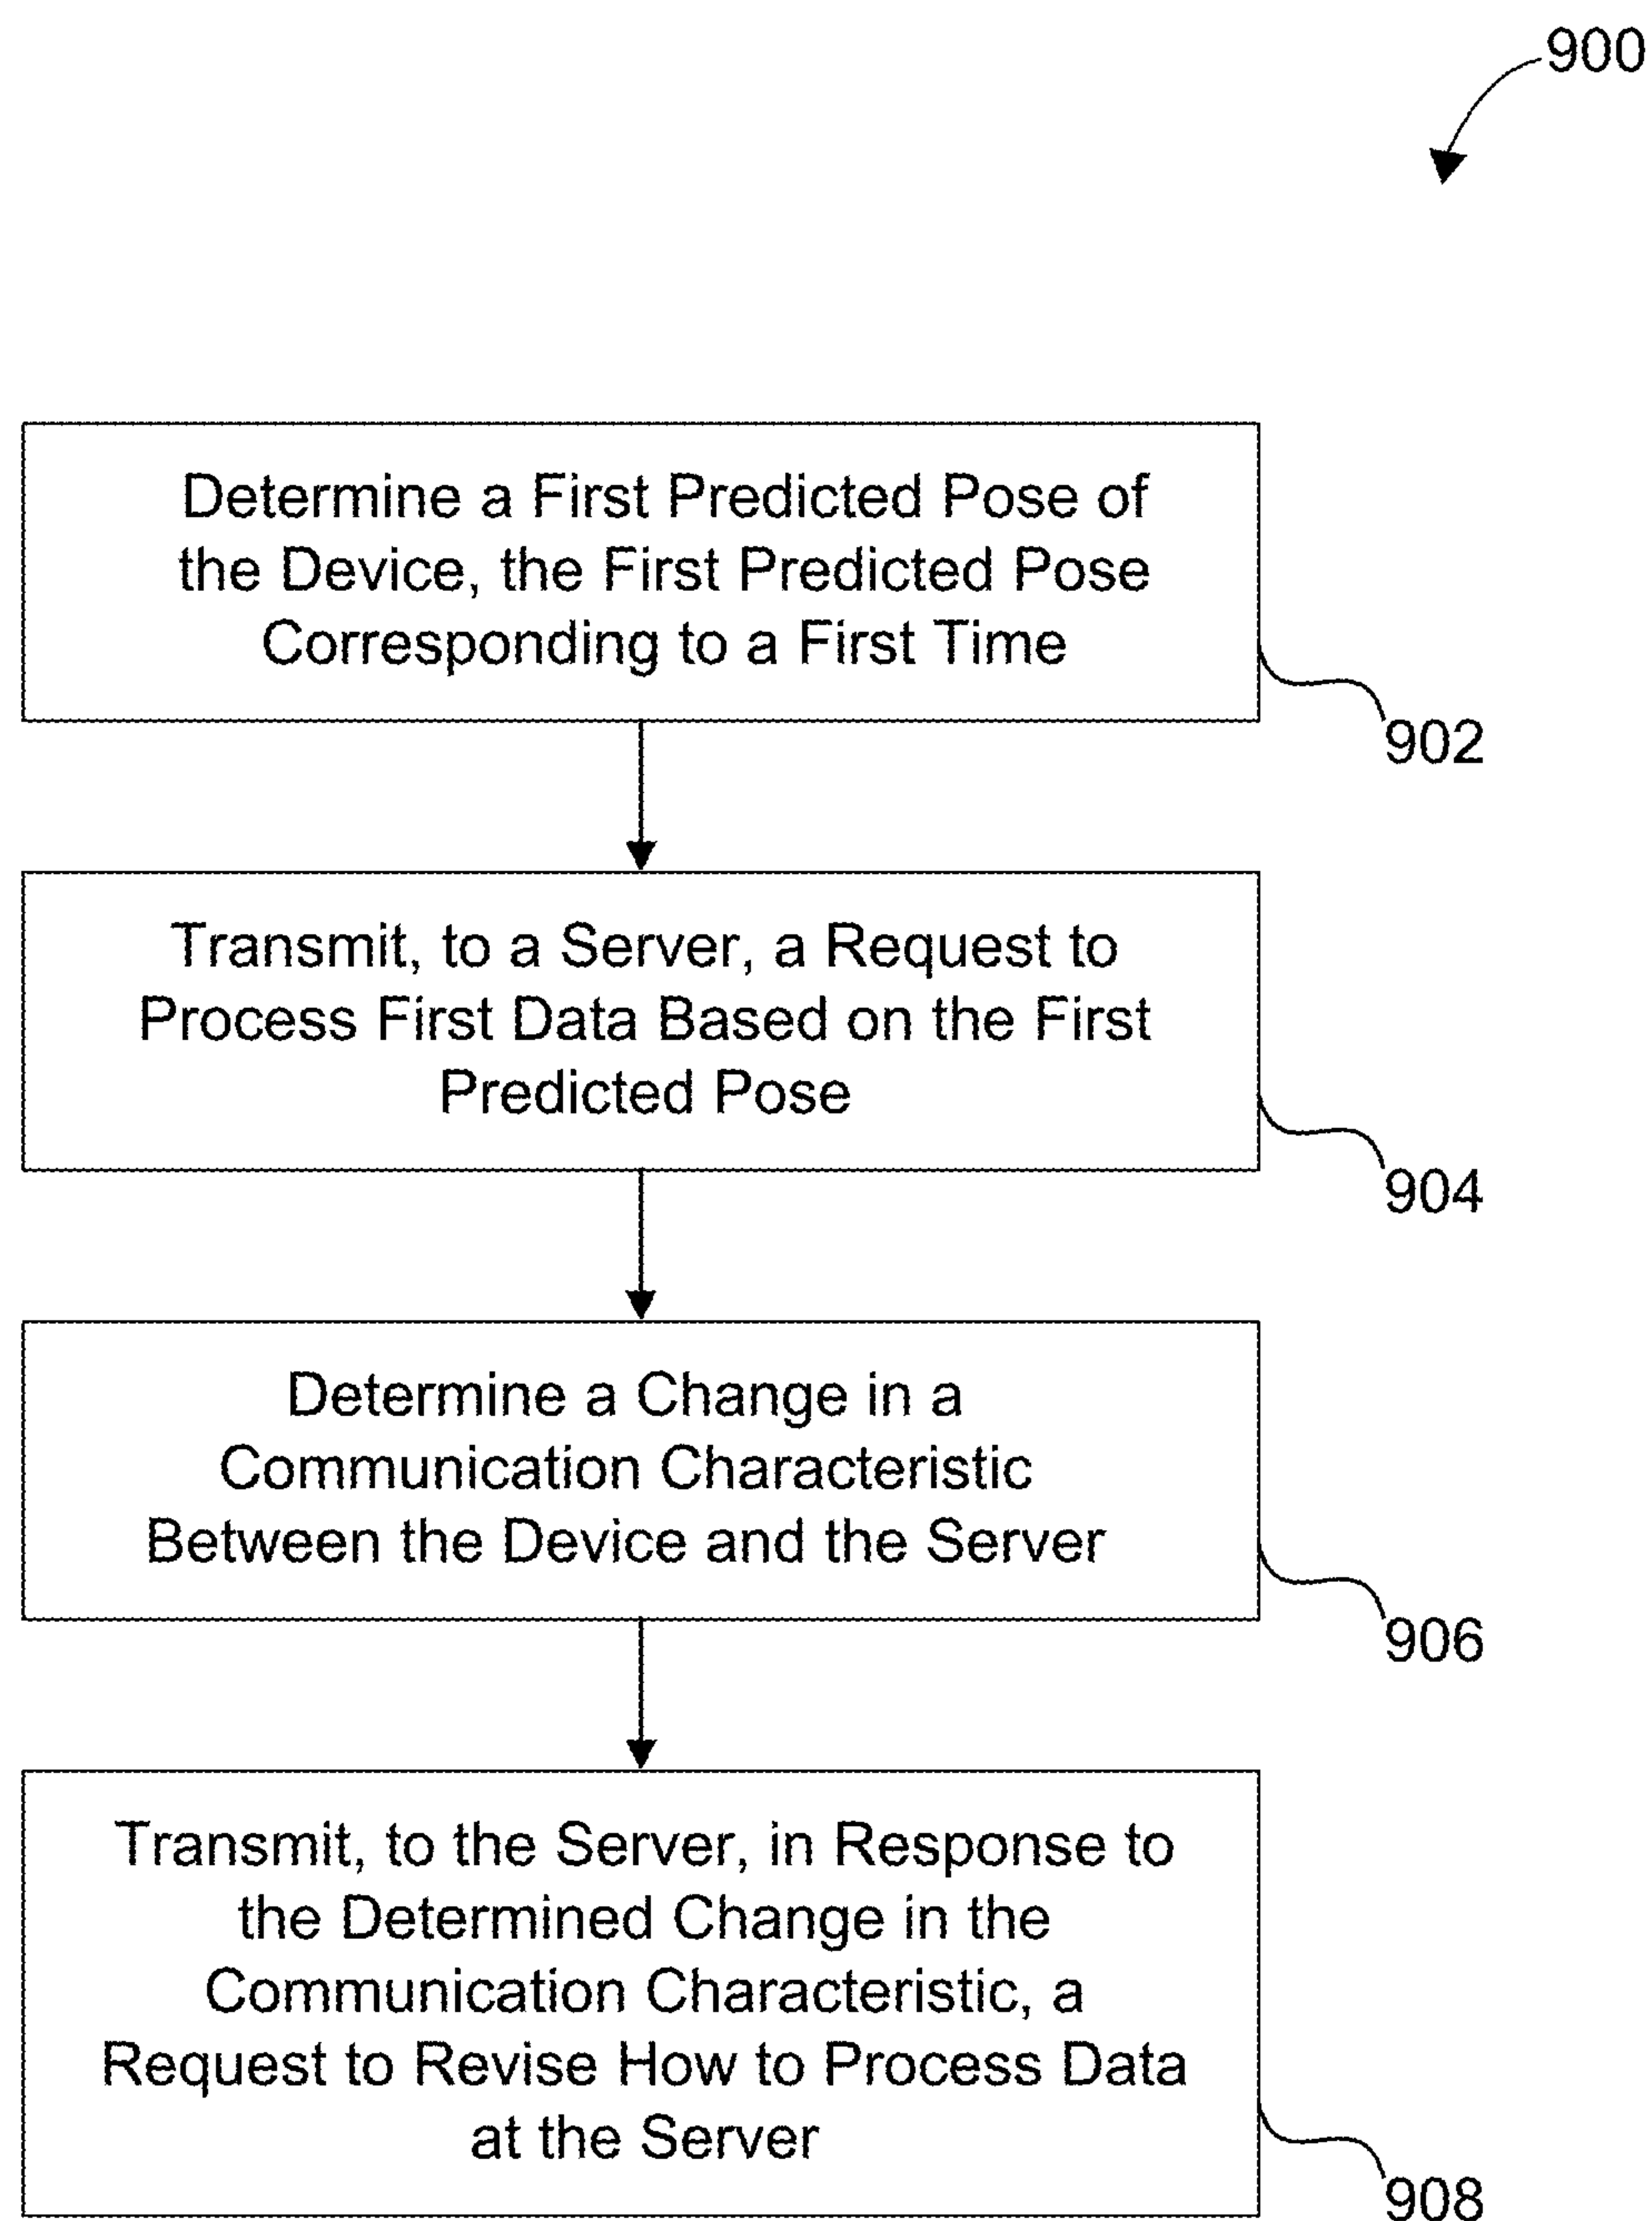 900
Determine a First Predicted Pose of
the Device, the First Predicted Pose
Corresponding to a First Time
902
Transmit, to a Server, a Request to
Process First Data Based on the First
Predicted Pose
904
Determine a Change in a
Communication Characteristic
Between the Device and the Server
906
Transmit, to the Server, in Response to
the Determined Change in the
Communication Characteristic, a
Request to Revise How to Process Data
at the Server
908